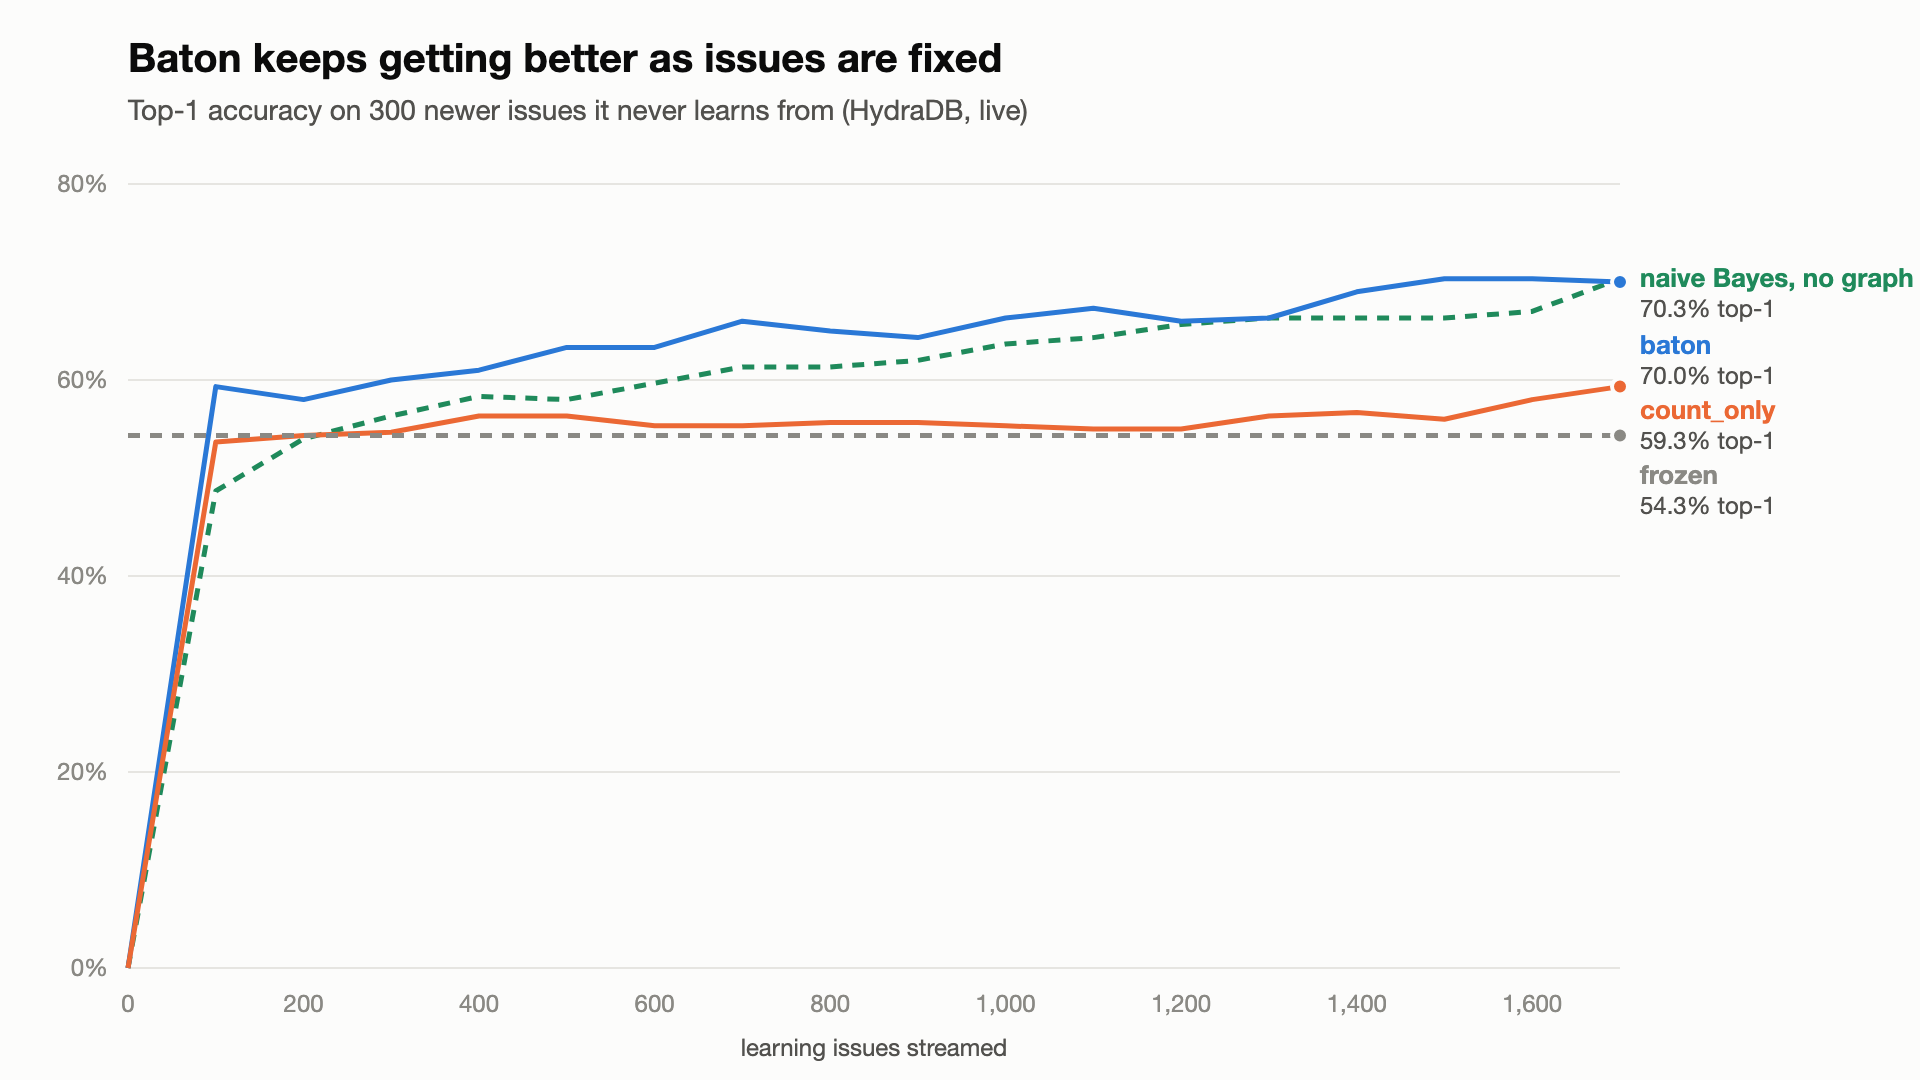 Baton keeps getting better as issues are fixed
Top-1 accuracy on 300 newer issues it never learns from (HydraDB, live)
80%
60%
40%
20%
0%
0
200
400
600
800
1,000
1,200
1,400
1,600
learning issues streamed
naive Bayes, no graph
70.3% top-1
baton
70.0% top-1
count_only
59.3% top-1
frozen
54.3% top-1